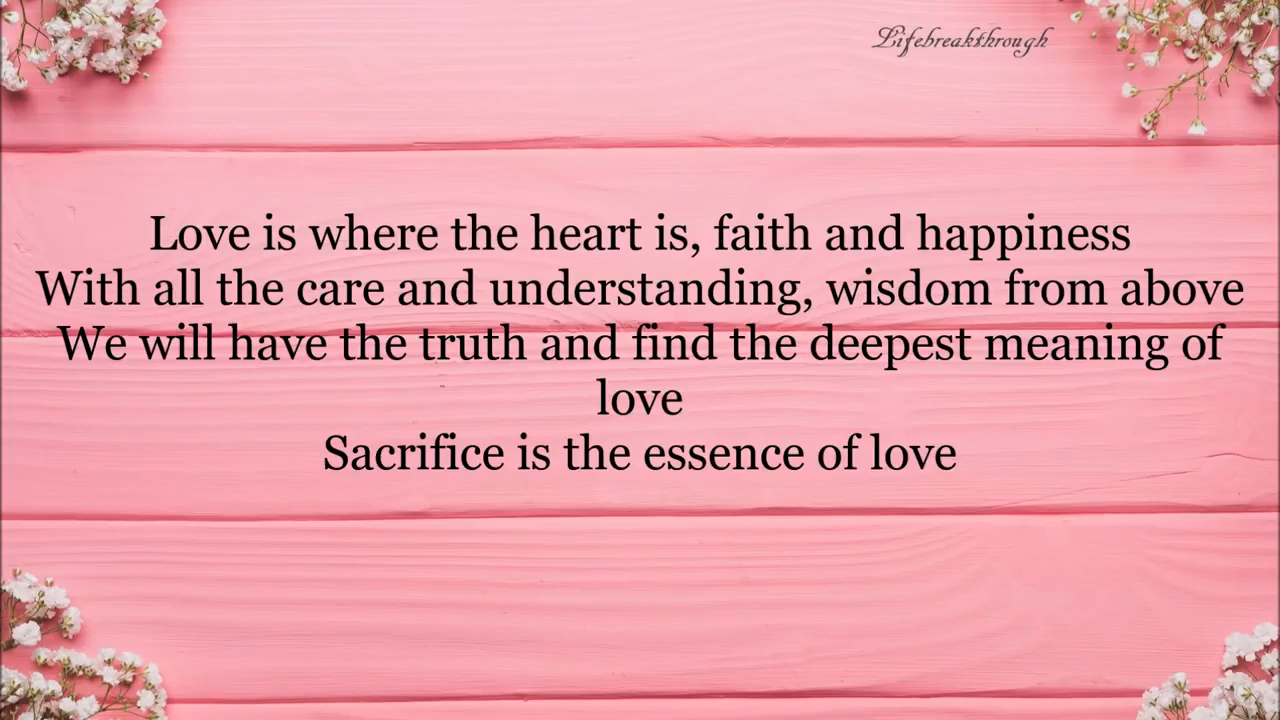 Lifebreakthrough
Love is where the heart is, faith and happiness
With all the care and understanding, wisdom from above
We will have the truth and find the deepest meaning of
love
Sacrifice is the essence of love